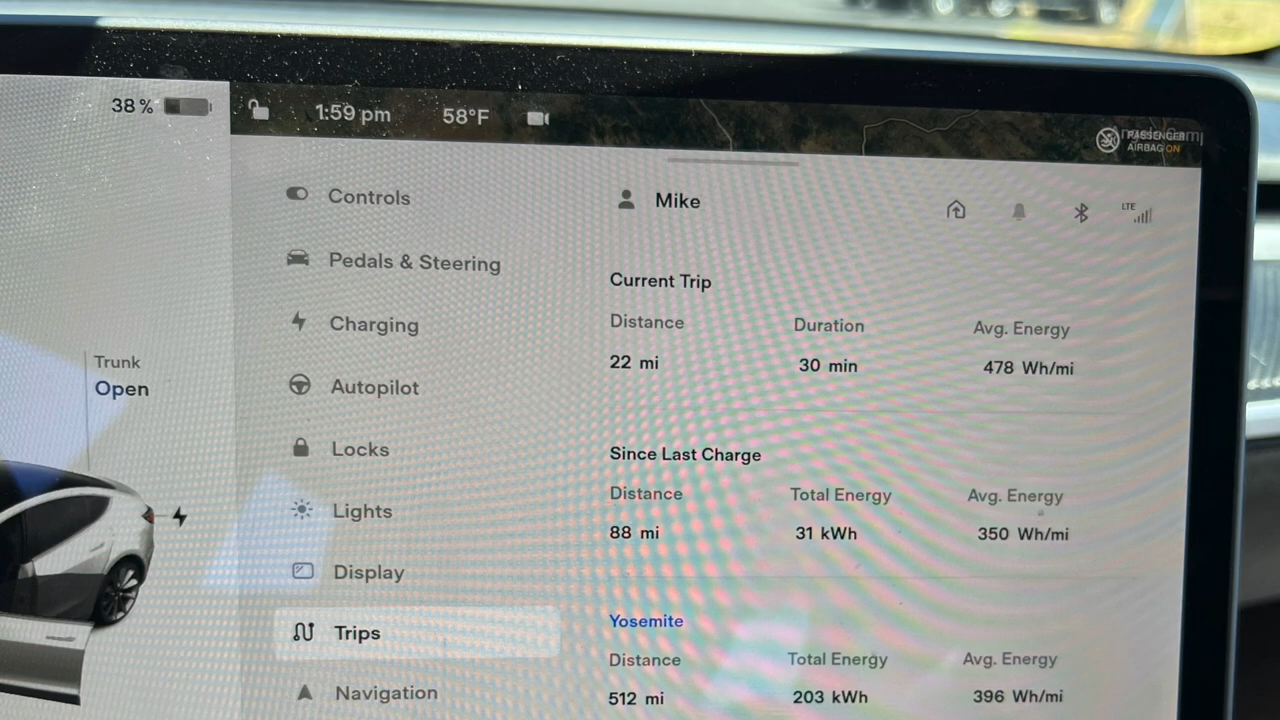 38 %
1:59 pm
58°F
PASSENGER
AIRBAG ON
Mike
LTE
Controls
Pedals & Steering
Charging
Autopilot
Locks
Lights
Display
Trips
Navigation
Trunk
Open
Current Trip
Distance Duration Avg. Energy
22 mi 30 min 478 Wh/mi
Since Last Charge
Distance Total Energy Avg. Energy
88 mi 31 kWh 350 Wh/mi
Yosemite
Distance Total Energy Avg. Energy
512 mi 203 kWh 396 Wh/mi